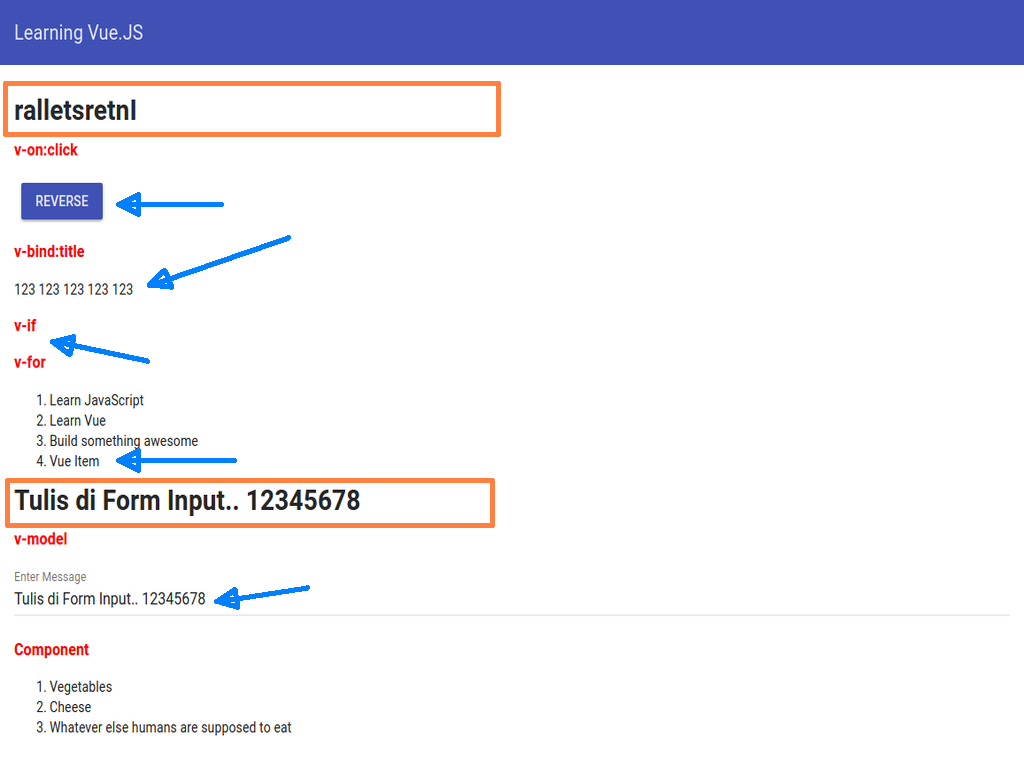 Learning Vue.JS
ralletsretnI
v-on:click
REVERSE
v-bind:title
123 123 123 123 123
v-if
v-for
1. Learn JavaScript
2. Learn Vue
3. Build something awesome
4. Vue Item
Tulis di Form Input.. 12345678
v-model
Enter Message
Tulis di Form Input.. 12345678
Component
1. Vegetables
2. Cheese
3. Whatever else humans are supposed to eat